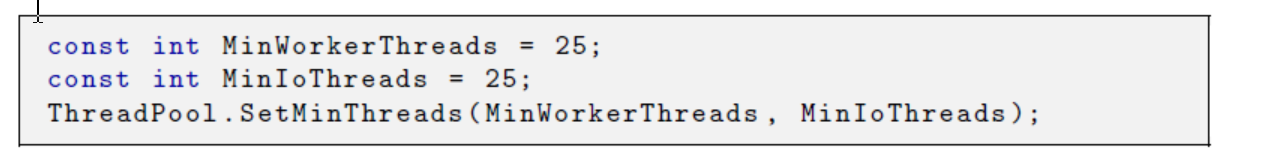 const int MinWorkerThreads = 25;
const int MinIoThreads = 25;
ThreadPool.SetMinThreads(MinWorkerThreads, MinIoThreads);